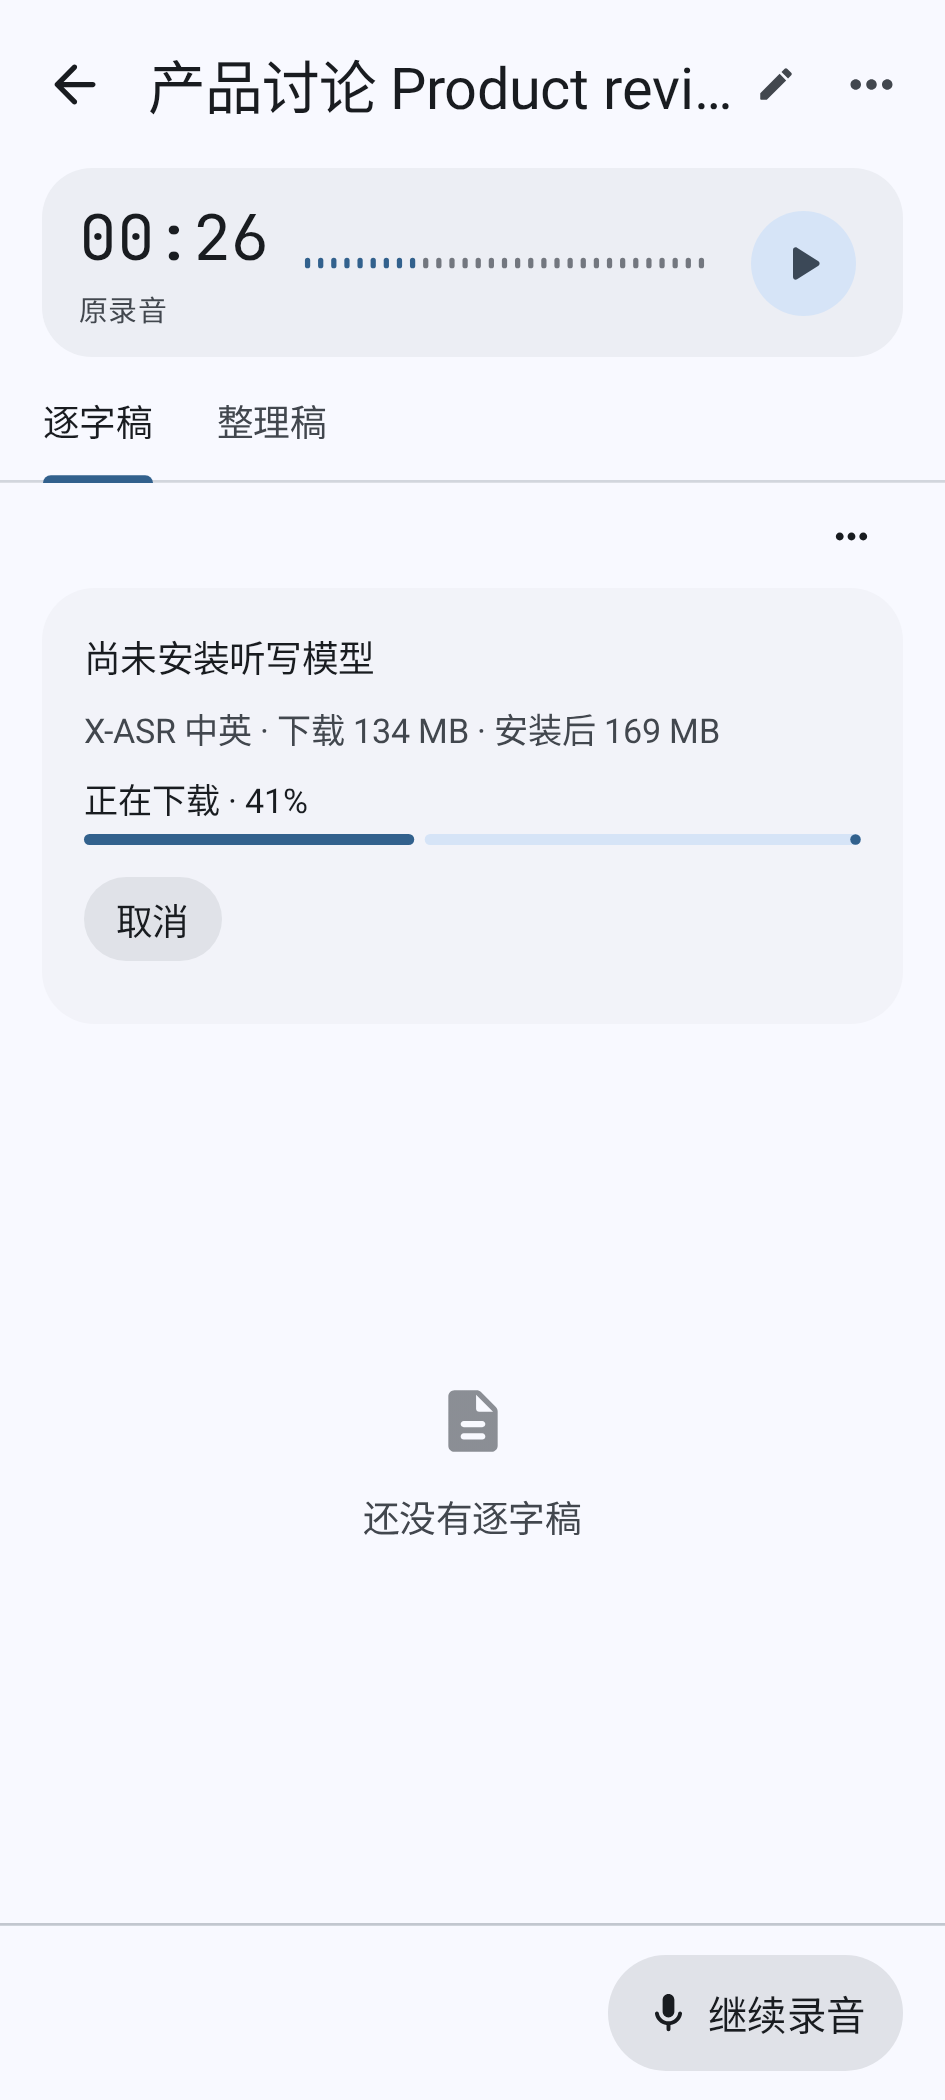 产品讨论 Product revi...
00:26
原录音
逐字稿 整理稿
尚未安装听写模型
X-ASR 中英 · 下载 134 MB · 安装后 169 MB
正在下载 · 41%
取消
还没有逐字稿
继续录音